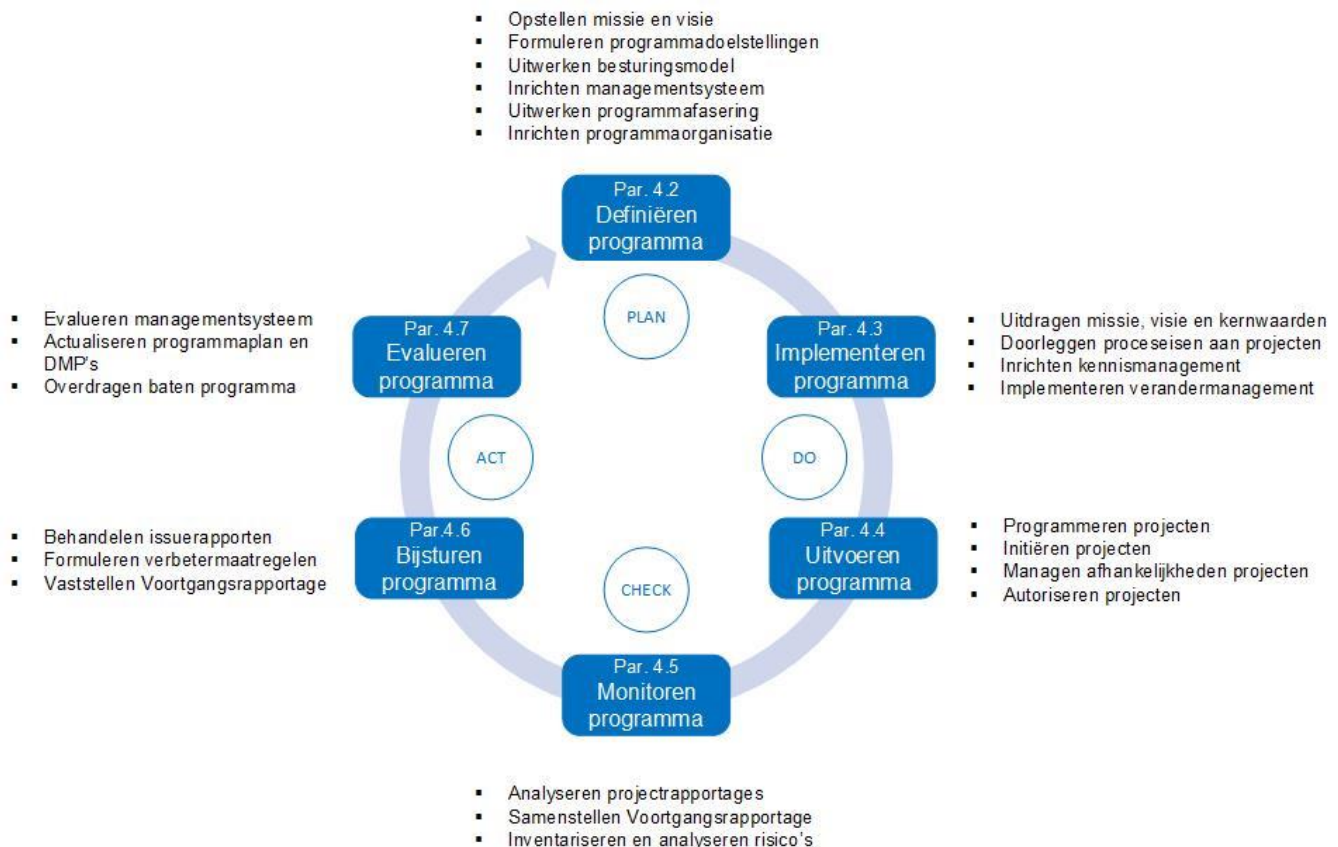 ▪ Opstellen missie en visie
▪ Formuleren programmadoelstellingen
▪ Uitwerken besturingsmodel
▪ Inrichten managementsysteem
▪ Uitwerken programmafasering
▪ Inrichten programmaorganisatie
Par. 4.2
Definiëren
programma
PLAN
Par. 4.3
Implementeren
programma
▪ Uitdragen missie, visie en kernwaarden
▪ Doorleggen proceseisen aan projecten
▪ Inrichten kennismanagement
▪ Implementeren verandermanagement
DO
Par.4.4
Uitvoeren
programma
▪ Programmeren projecten
▪ Initiëren projecten
▪ Managen afhankelijkheden projecten
▪ Autoriseren projecten
CHECK
Par. 4.5
Monitoren
programma
▪ Analyseren projectrapportages
▪ Samenstellen Voortgangsrapportage
▪ Inventariseren en analyseren risico's
Par.4.6
Bijsturen
programma
▪ Behandelen issuerapporten
▪ Formuleren verbetermaatregelen
▪ Vaststellen Voortgangsrapportage
ACT
Par. 4.7
Evalueren
programma
▪ Evalueren managementsysteem
▪ Actualiseren programmaplan en
DMP's
▪ Overdragen baten programma